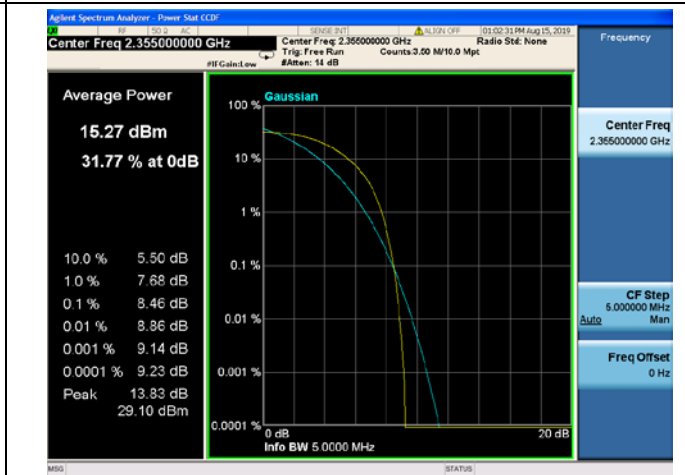 Agilent Spectrum Analyzer - Power Stat CCDF
RF 50 Ω AC SENSE:INT ALIGN OFF 01:02:31 PM Aug 15, 2019
Center Freq 2.355000000 GHz
Center Freq: 2.355000000 GHz Radio Std: None
Trig: Free Run Counts:3.50 M/10.0 Mpt
#IFGain:Low #Atten: 14 dB
Frequency
Average Power
15.27 dBm
31.77 % at 0dB
10.0 % 5.50 dB
1.0 % 7.68 dB
0.1 % 8.46 dB
0.01 % 8.86 dB
0.001 % 9.14 dB
0.0001 % 9.23 dB
Peak 13.83 dB
29.10 dBm
Gaussian
100 %
10 %
1 %
0.1 %
0.01 %
0.001 %
0.0001 %
0 dB 20 dB
Info BW 5.0000 MHz
Center Freq
2.355000000 GHz
CF Step
5.000000 MHz
Auto Man
Freq Offset
0 Hz
MSG STATUS